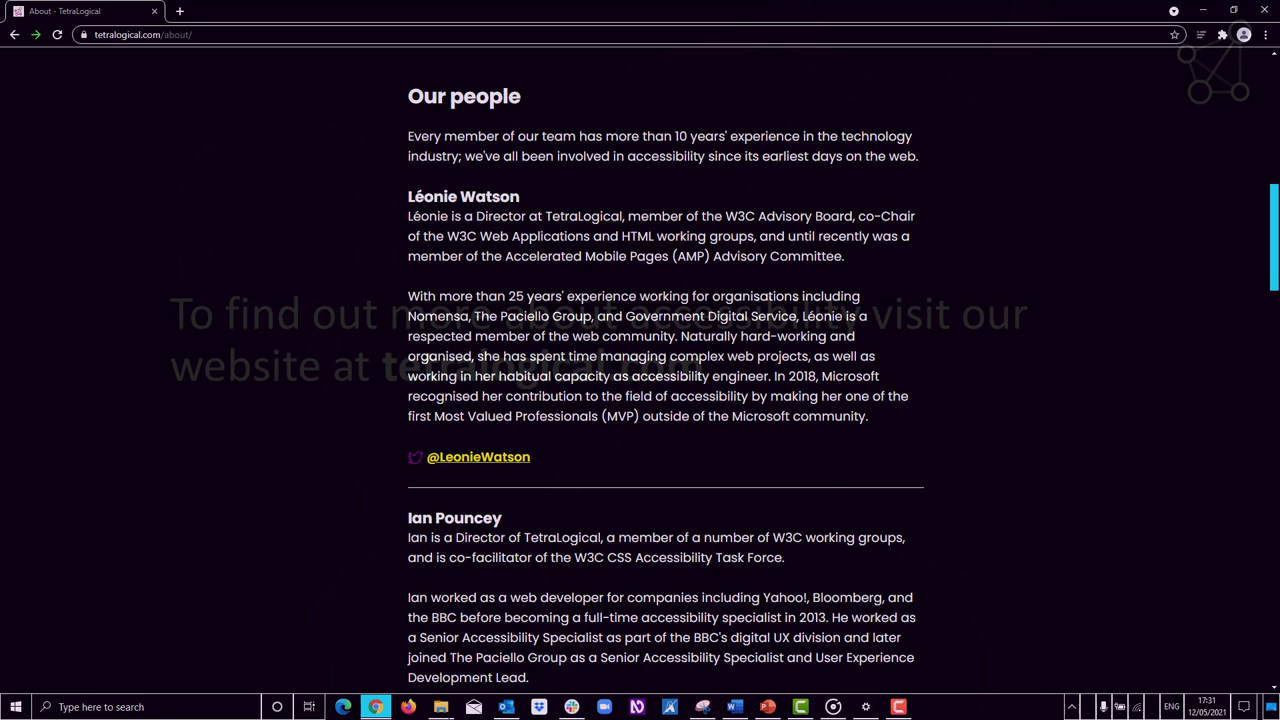 About - TetraLogical
tetralogical.com/about/
Our people
Every member of our team has more than 10 years' experience in the technology
industry; we've all been involved in accessibility since its earliest days on the web.
Léonie Watson
Léonie is a Director at TetraLogical, member of the W3C Advisory Board, co-Chair
of the W3C Web Applications and HTML working groups, and until recently was a
member of the Accelerated Mobile Pages (AMP) Advisory Committee.
With more than 25 years' experience working for organisations including
Nomensa, The Paciello Group, and Government Digital Service, Léonie is a
respected member of the web community. Naturally hard-working and
organised, she has spent time managing complex web projects, as well as
working in her habitual capacity as accessibility engineer. In 2018, Microsoft
recognised her contribution to the field of accessibility by making her one of the
first Most Valued Professionals (MVP) outside of the Microsoft community.
To find out more about accessibility visit our
website at tetralogical.com
@LeonieWatson
Ian Pouncey
Ian is a Director of TetraLogical, a member of a number of W3C working groups,
and is co-facilitator of the W3C CSS Accessibility Task Force.
Ian worked as a web developer for companies including Yahoo!, Bloomberg, and
the BBC before becoming a full-time accessibility specialist in 2013. He worked as
a Senior Accessibility Specialist as part of the BBC's digital UX division and later
joined The Paciello Group as a Senior Accessibility Specialist and User Experience
Development Lead.
Type here to search
ENG
17:31
12/05/2021